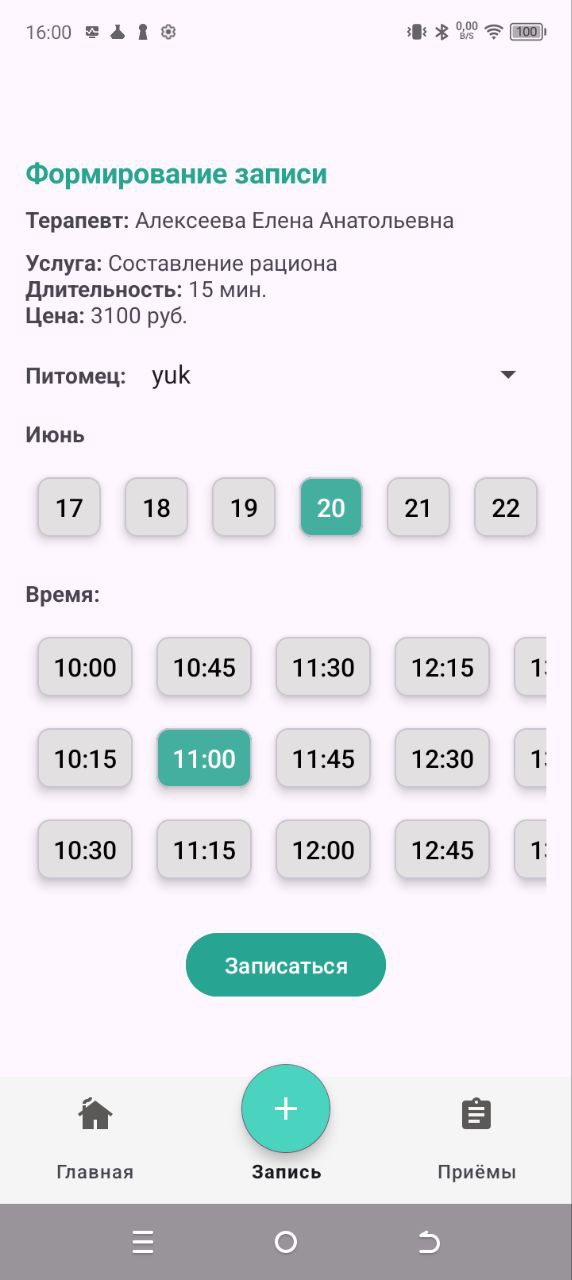 16:00
0,00
B/S
100
Формирование записи
Терапевт: Алексеева Елена Анатольевна
Услуга: Составление рациона
Длительность: 15 мин.
Цена: 3100 руб.
Питомец: yuk
Июнь
17 18 19 20 21 22
Время:
10:00 10:45 11:30 12:15
10:15 11:00 11:45 12:30
10:30 11:15 12:00 12:45
Записаться
Главная Запись Приёмы